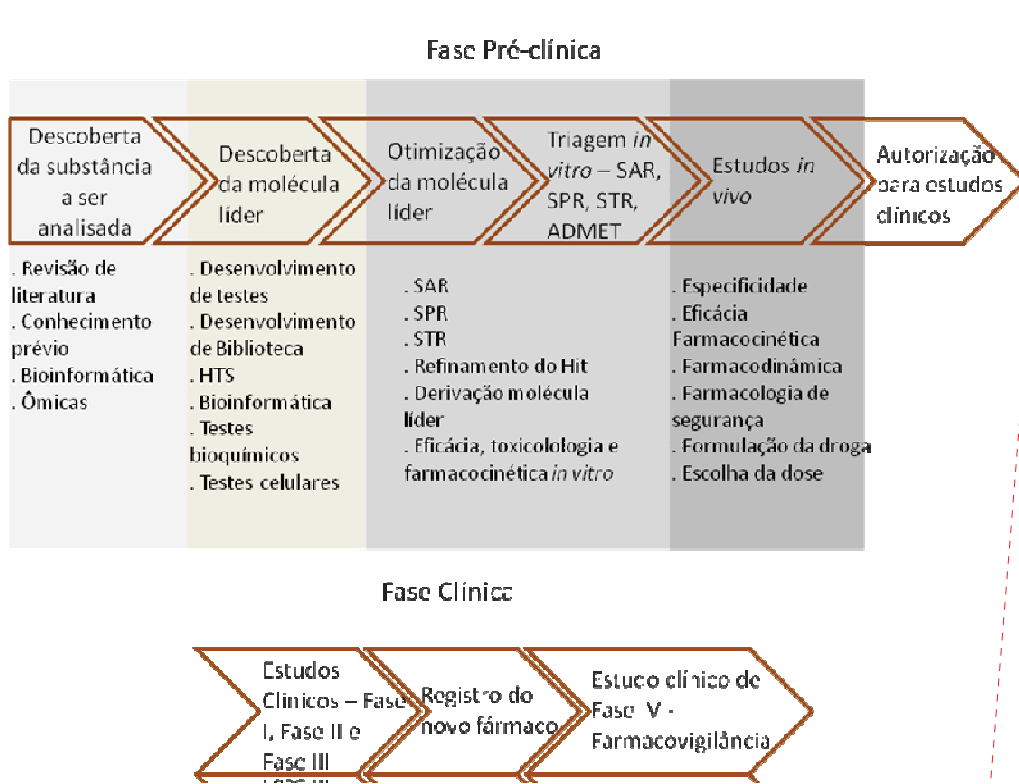 Fase Pré-clínica
Descoberta
da substância
a ser
analisada
Descoberta
da molécula
líder
Otimização
da molécula
líder
Triagem in
vitro – SAR,
SPR, STR,
ADMET
Estudos in
vivo
Autorização
para estudos
clínicos
. Revisão de
literatura
. Conhecimento
prévio
. Bioinformática
. Ômicas
. Desenvolvimento
de testes
. Desenvolvimento
de Biblioteca
. HTS
. Bioinformática
. Testes
bioquímicos
. Testes celulares
. SAR
. SPR
. STR
. Refinamento do Hit
. Derivação molécula
líder
. Eficácia, toxicolologia e
farmacocinética in vitro
. Especificidade
. Eficácia
Farmacocinética
. Farmacodinâmica
. Farmacologia de
segurança
. Formulação da droga
. Escolha da dose
Fase Clínica
Estudos
Clínicos – Fase
I, Fase II e
Fase III
Registro do
novo fármaco
Estudo clínico de
Fase V -
Farmacovigilância